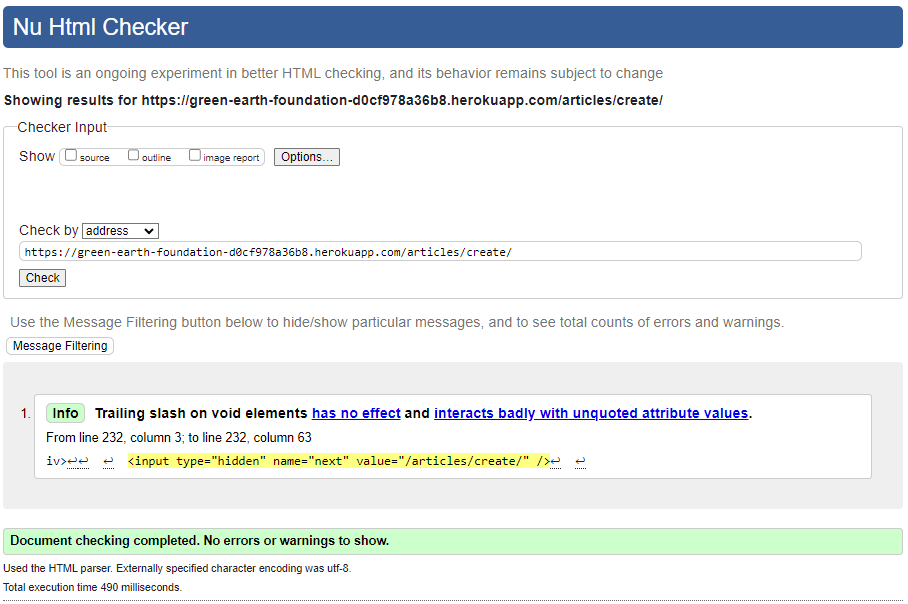 Nu Html Checker
This tool is an ongoing experiment in better HTML checking, and its behavior remains subject to change
Showing results for https://green-earth-foundation-d0cf978a36b8.herokuapp.com/articles/create/
Checker Input
Show source outline image report Options...
Check by address
https://green-earth-foundation-d0cf978a36b8.herokuapp.com/articles/create/
Check
Use the Message Filtering button below to hide/show particular messages, and to see total counts of errors and warnings.
Message Filtering
1. Info Trailing slash on void elements has no effect and interacts badly with unquoted attribute values.
From line 232, column 3; to line 232, column 63
iv>↩↩ ↩ <input type="hidden" name="next" value="/articles/create/" />↩ ↩
Document checking completed. No errors or warnings to show.
Used the HTML parser. Externally specified character encoding was utf-8.
Total execution time 490 milliseconds.